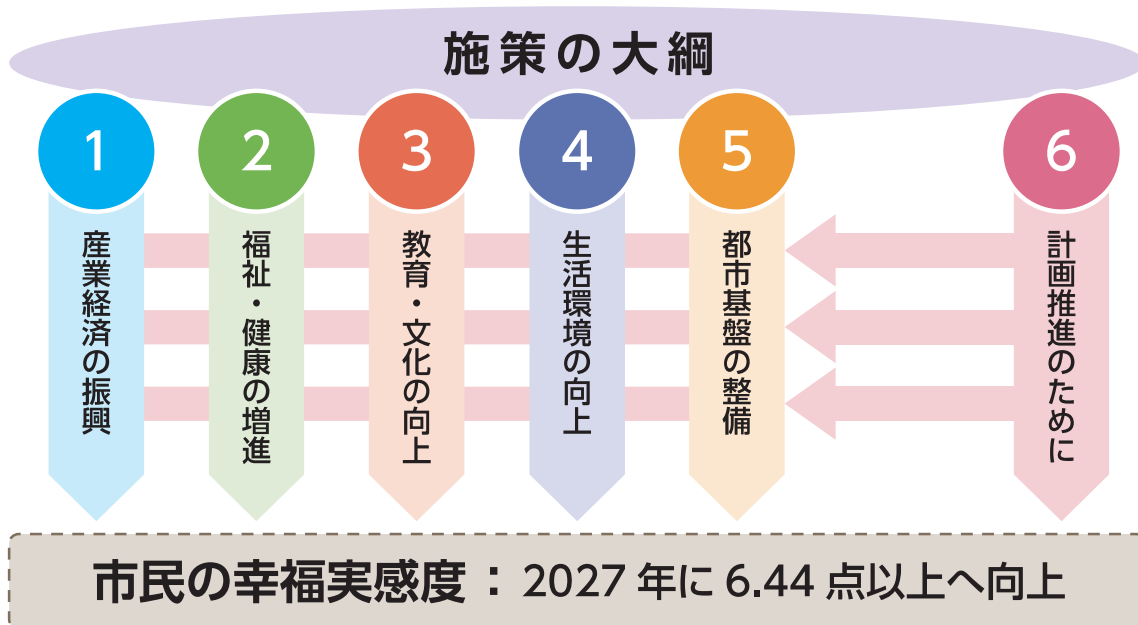 施策の大綱
1
産業経済の振興
2
福祉・健康の増進
3
教育・文化の向上
4
生活環境の向上
5
都市基盤の整備
6
計画推進のために
市民の幸福実感度：2027年に6.44点以上へ向上